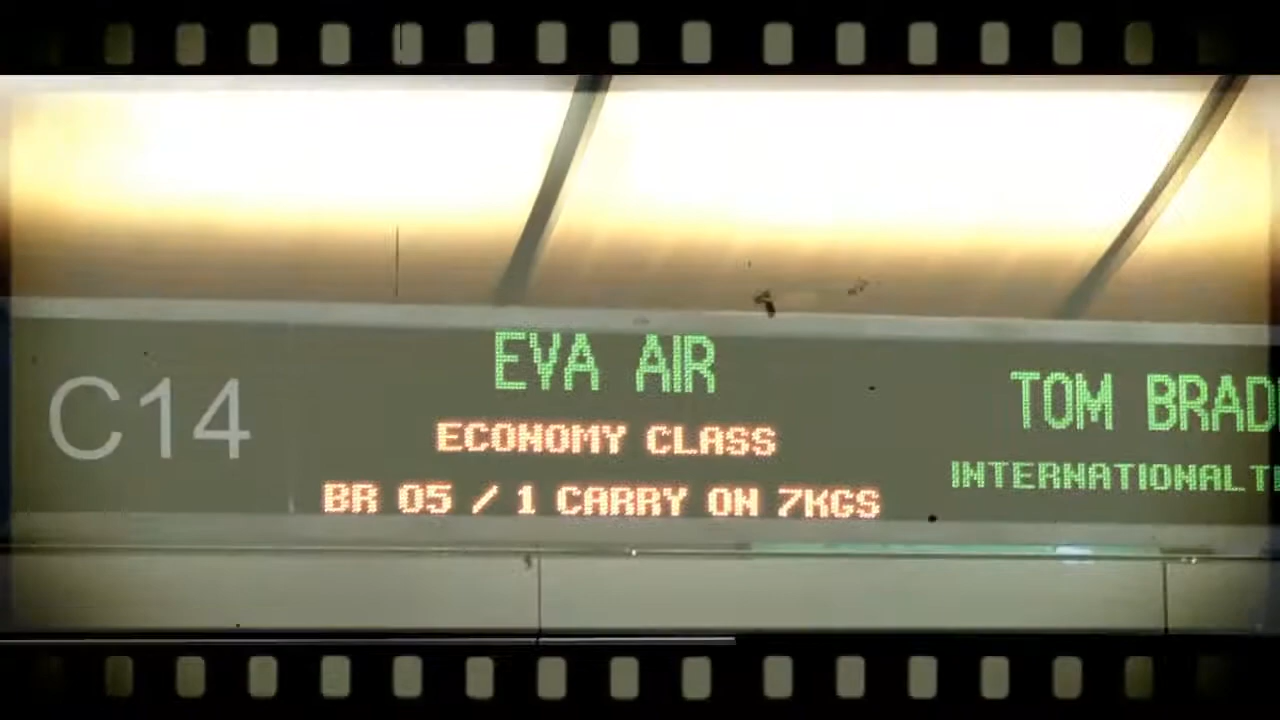 C14
EVA AIR
ECONOMY CLASS
BR 05 / 1 CARRY ON 7KGS
TOM BRAD
INTERNATIONAL T